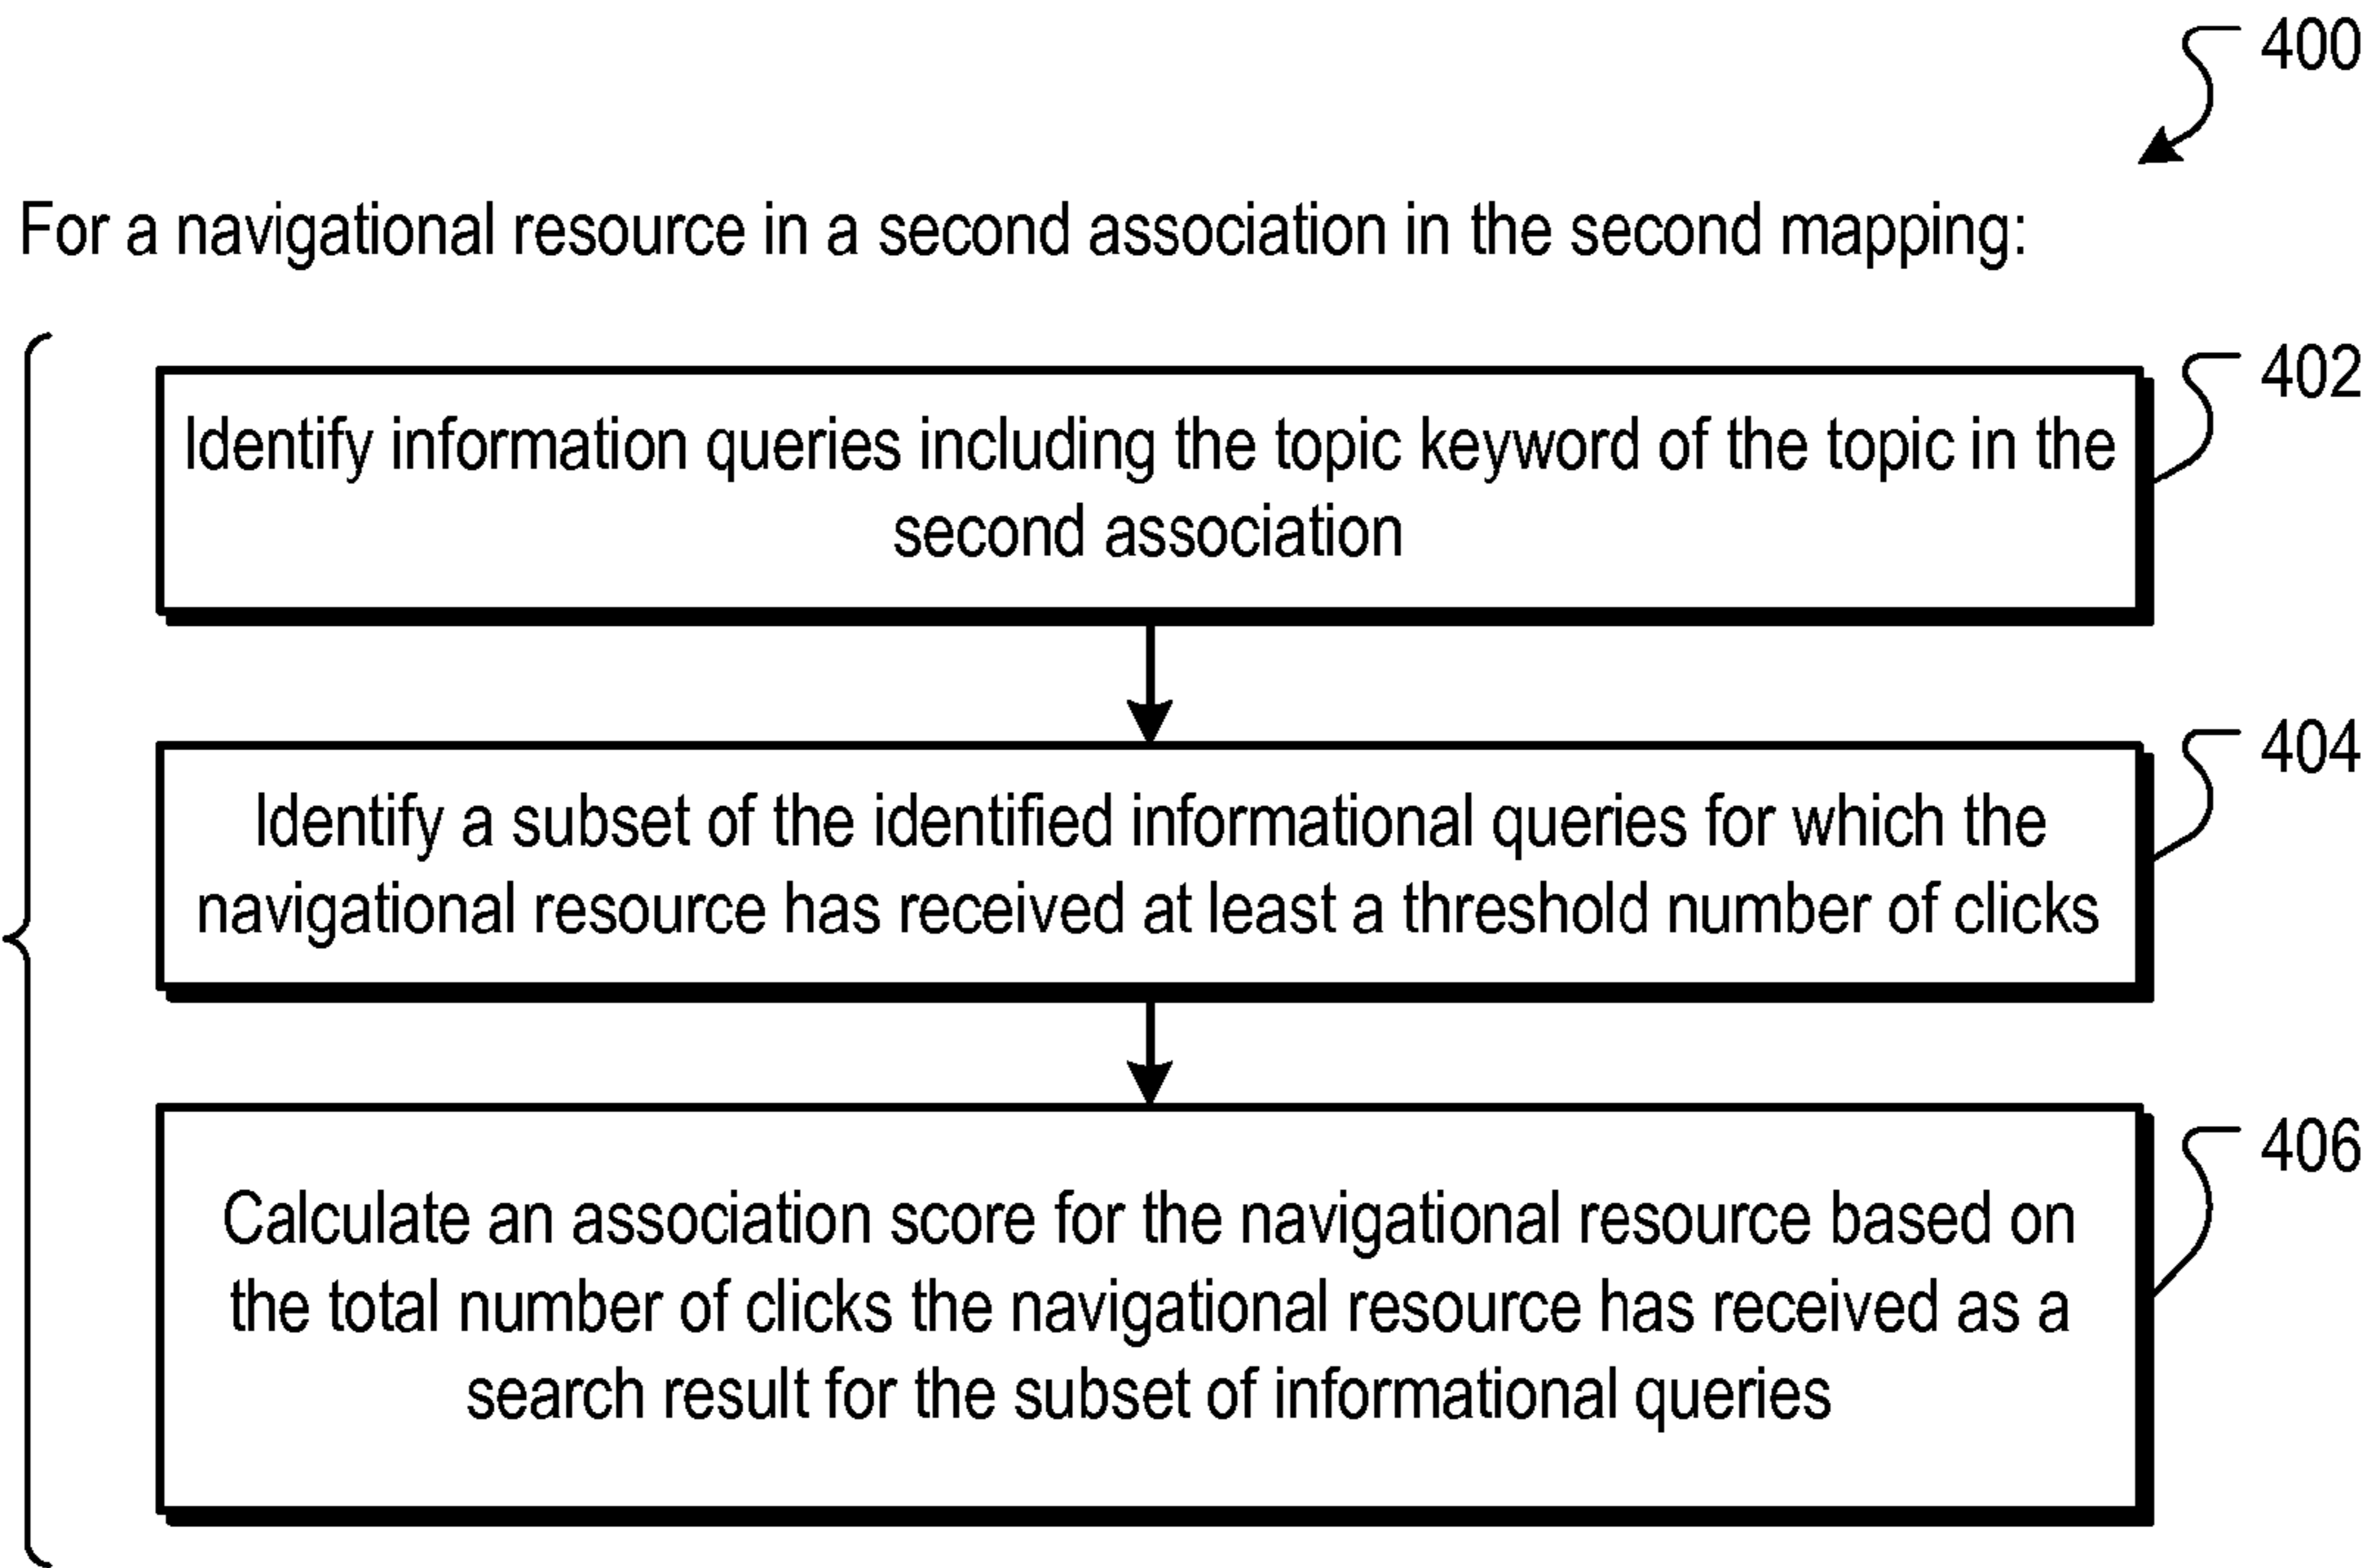 400
For a navigational resource in a second association in the second mapping:
402
Identify information queries including the topic keyword of the topic in the
second association
404
Identify a subset of the identified informational queries for which the
navigational resource has received at least a threshold number of clicks
406
Calculate an association score for the navigational resource based on
the total number of clicks the navigational resource has received as a
search result for the subset of informational queries